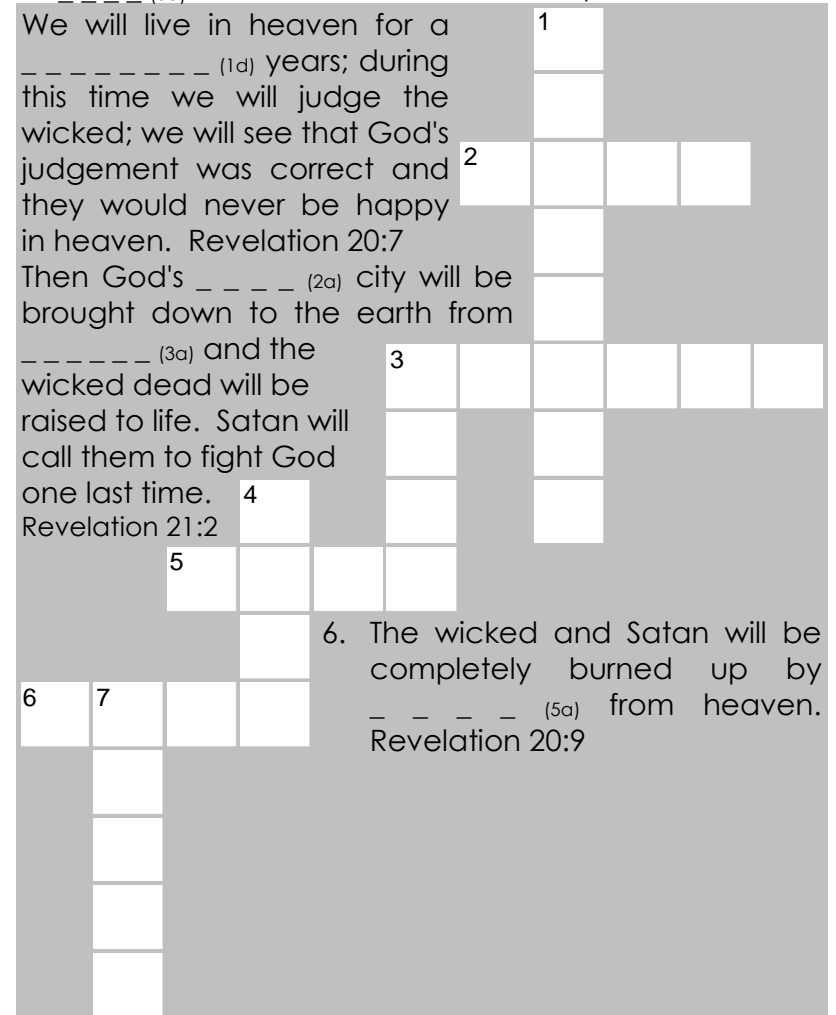 We will live in heaven for a
_ _ _ _ _ _ _ _ (1d) years; during
this time we will judge the
wicked; we will see that God's
judgement was correct and
they would never be happy
in heaven. Revelation 20:7
Then God's _ _ _ _ (2a) city will be
brought down to the earth from
_ _ _ _ _ _ (3a) and the
wicked dead will be
raised to life. Satan will
call them to fight God
one last time.
Revelation 21:2
1
2
3
4
5
6. The wicked and Satan will be
completely burned up by
_ _ _ _ (5a) from heaven.
Revelation 20:9
6 7